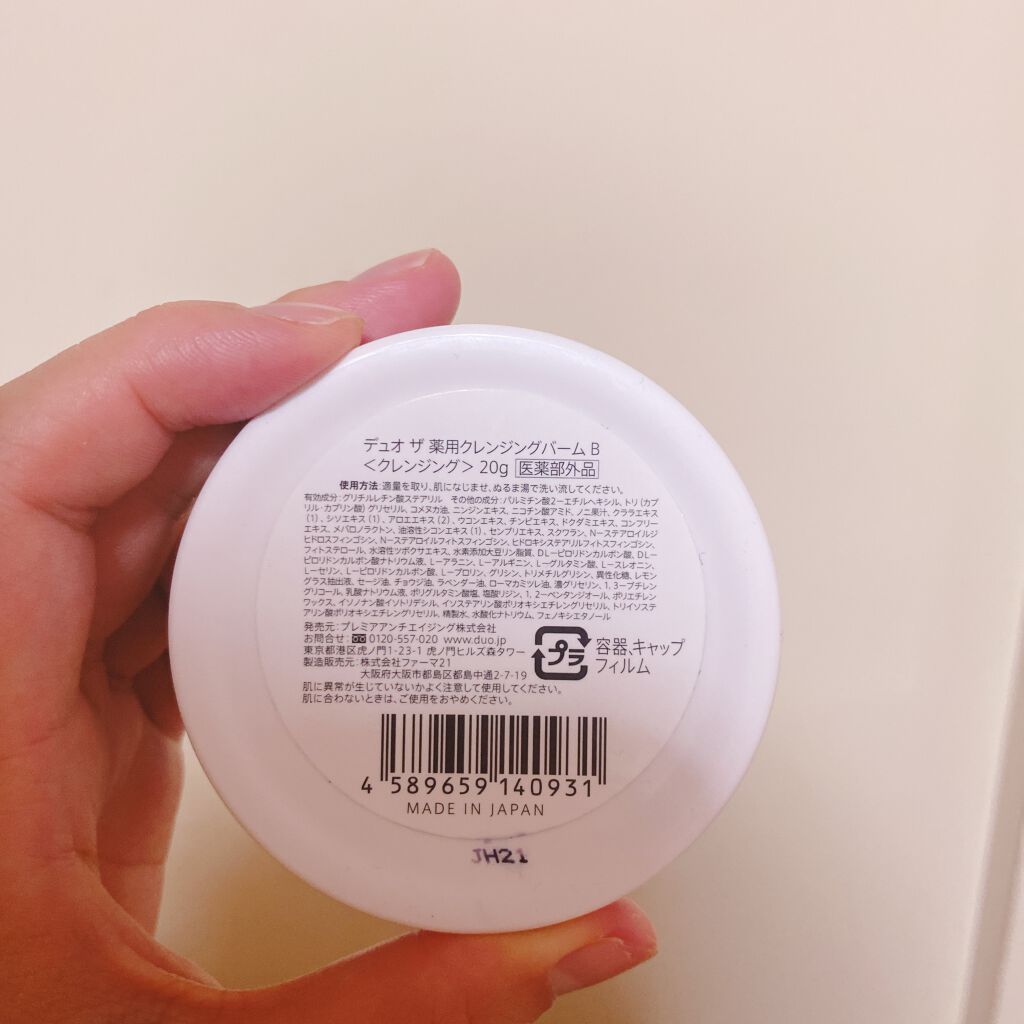 デュオ ザ 薬用クレンジングバーム B
＜クレンジング＞ 20g 医薬部外品
使用方法:適量を取り、肌になじませ、ぬるま湯で洗い流してください。
有効成分:グリチルレチン酸ステアリル その他の成分:パルミチン酸2ーエチルヘキシル、トリ(カプ
リル・カプリン酸)グリセリル、コメヌカ油、ニンジンエキス、ニコチン酸アミド、ノニ果汁、クララエキス
(1)、シソエキス(1)、アロエエキス(2)、ウコンエキス、チンピエキス、ドクダミエキス、コンフリー
エキス、メバロノラクトン、油溶性シコンエキス(1)、センブリエキス、スクワラン、Nーステアロイルジ
ヒドロスフィンゴシン、Nーステアロイルフィトスフィンゴシン、ヒドロキシステアリルフィトスフィンゴシン、
フィトステロール、水溶性ツボクサエキス、水素添加大豆リン脂質、DLーピロリドンカルボン酸、DLー
ピロリドンカルボン酸ナトリウム液、Lーアラニン、Lーアルギニン、Lーグルタミン酸、Lースレオニン、
Lーセリン、Lーピロリドンカルボン酸、Lープロリン、グリシン、トリメチルグリシン、異性化糖、レモン
グラス抽出液、セージ油、チョウジ油、ラベンダー油、ローマカミツレ油、濃グリセリン、1,3ーブチレン
グリコール、乳酸ナトリウム液、ポリグルタミン酸塩、塩酸リジン、1,2ーペンタンジオール、ポリエチレン
ワックス、イソノナン酸イソトリデシル、イソステアリン酸ポリオキシエチレングリセリル、トリイソステ
アリン酸ポリオキシエチレングリセリル、精製水、水酸化ナトリウム、フェノキシエタノール
発売元:プレミアアンチエイジング株式会社
お問合せ:0120-557-020 www.duo.jp
東京都港区虎ノ門1-23-1 虎ノ門ヒルズ森タワー
製造販売元:株式会社ファーマ21
大阪府大阪市都島区都島中通2-7-19
プラ
容器、キャップ
フィルム
肌に異常が生じていないかよく注意して使用してください。
肌に合わないときは、ご使用をおやめください。
4 589659 140931
MADE IN JAPAN
JH21